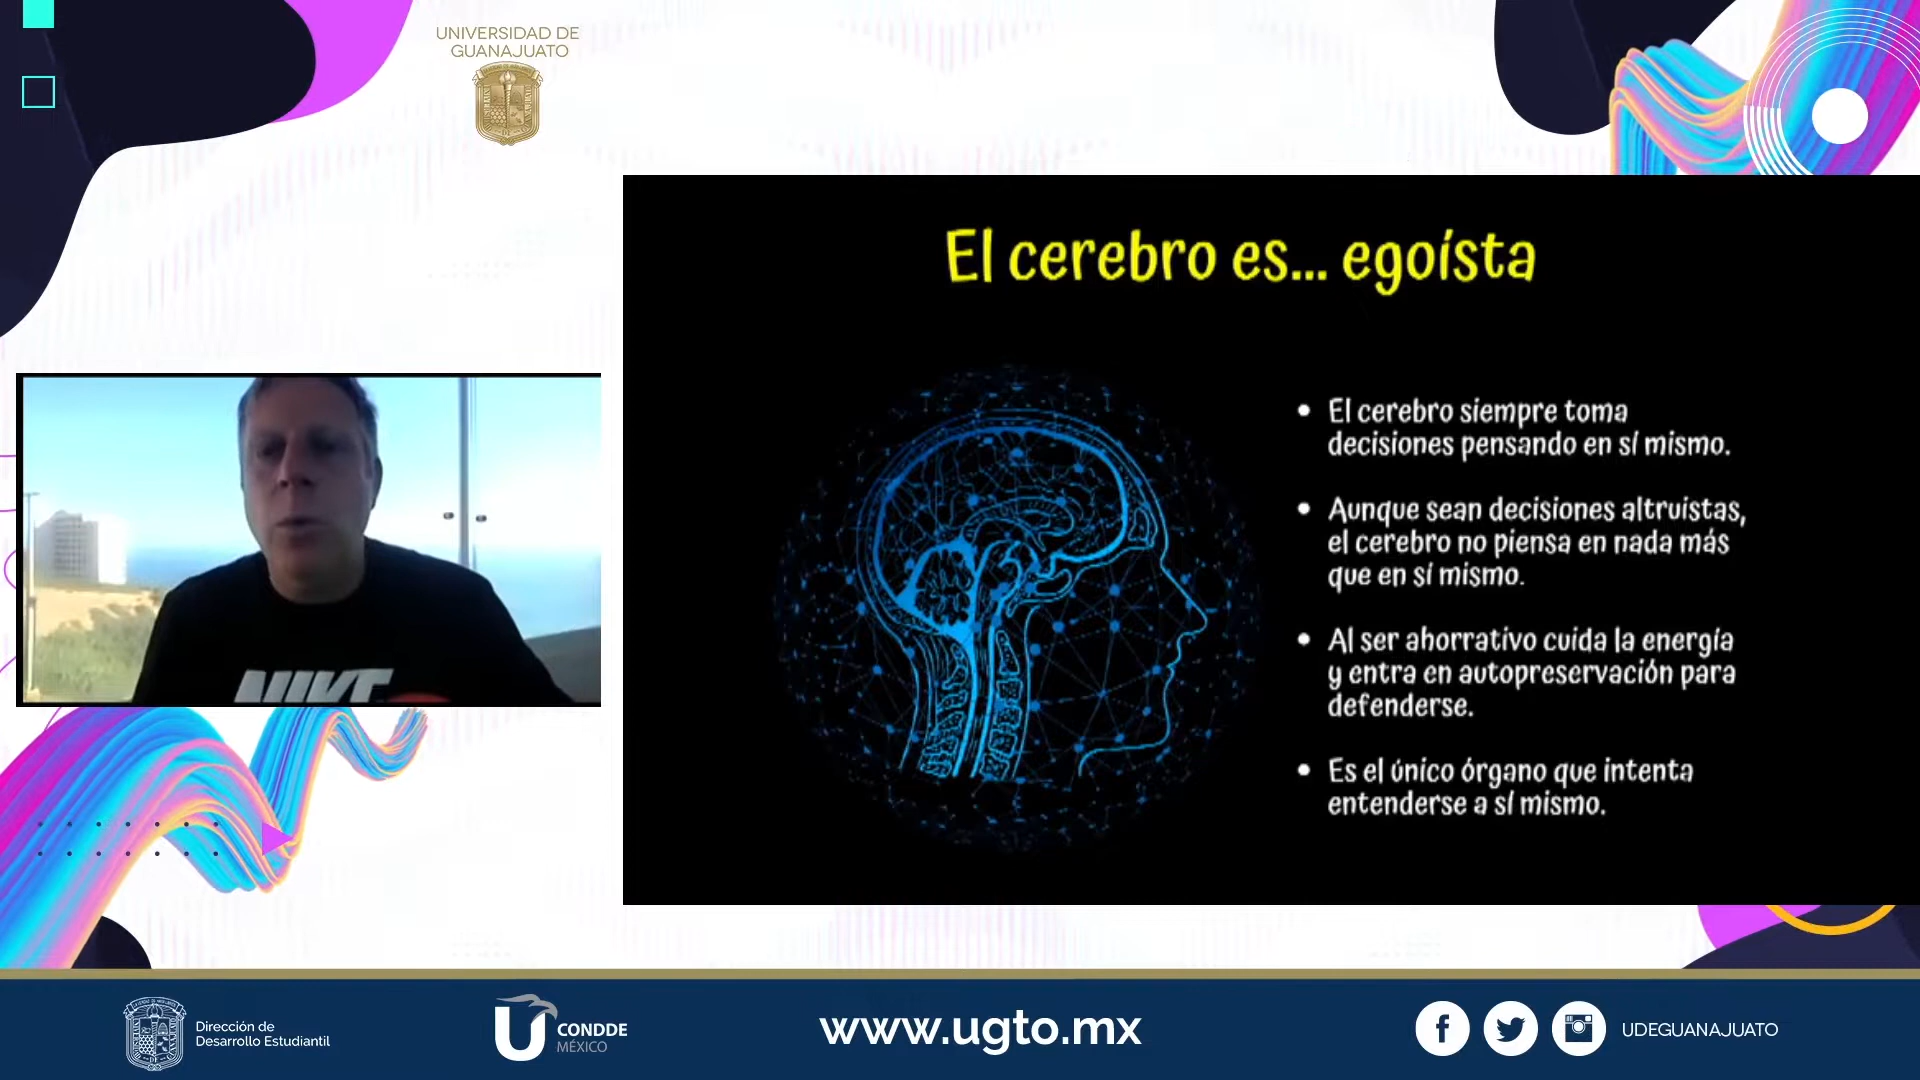 UNIVERSIDAD DE
GUANAJUATO
El cerebro es... egoísta
• El cerebro siempre toma
decisiones pensando en sí mismo.
• Aunque sean decisiones altruistas,
el cerebro no piensa en nada más
que en sí mismo.
• Al ser ahorrativo cuida la energía
y entra en autopreservación para
defenderse.
• Es el único órgano que intenta
entenderse a sí mismo.
NIKE
Dirección de
Desarrollo Estudiantil
CONDDE
MÉXICO
www.ugto.mx
UDEGUANAJUATO